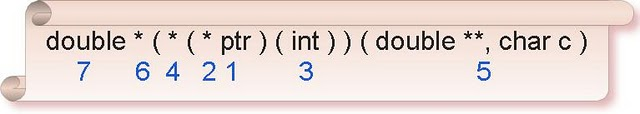 double * ( * ( * ptr ) ( int ) ) ( double **, char c )
7 6 4 2 1 3 5